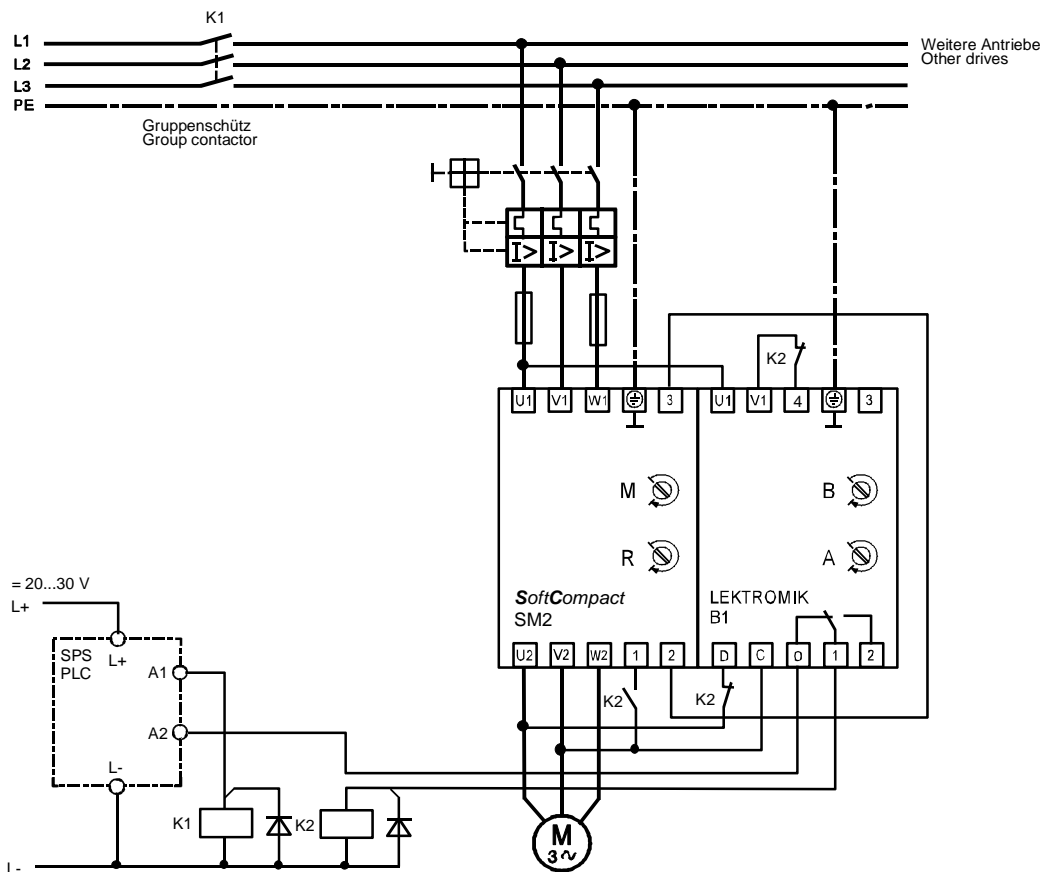 K1
L1
L2
L3
PE
Weitere Antriebe
Other drives
Gruppenschütz
Group contactor
I> I> I>
K2
U1 V1 W1 3 U1 V1 4 3
M B
R A
SoftCompact
SM2
LEKTROMIK
B1
U2 V2 W2 1 2 D C 0 1 2
K2 K2
= 20...30 V
L+
SPS
PLC
L+
A1
A2
L-
K1 K2
M
3~
L-